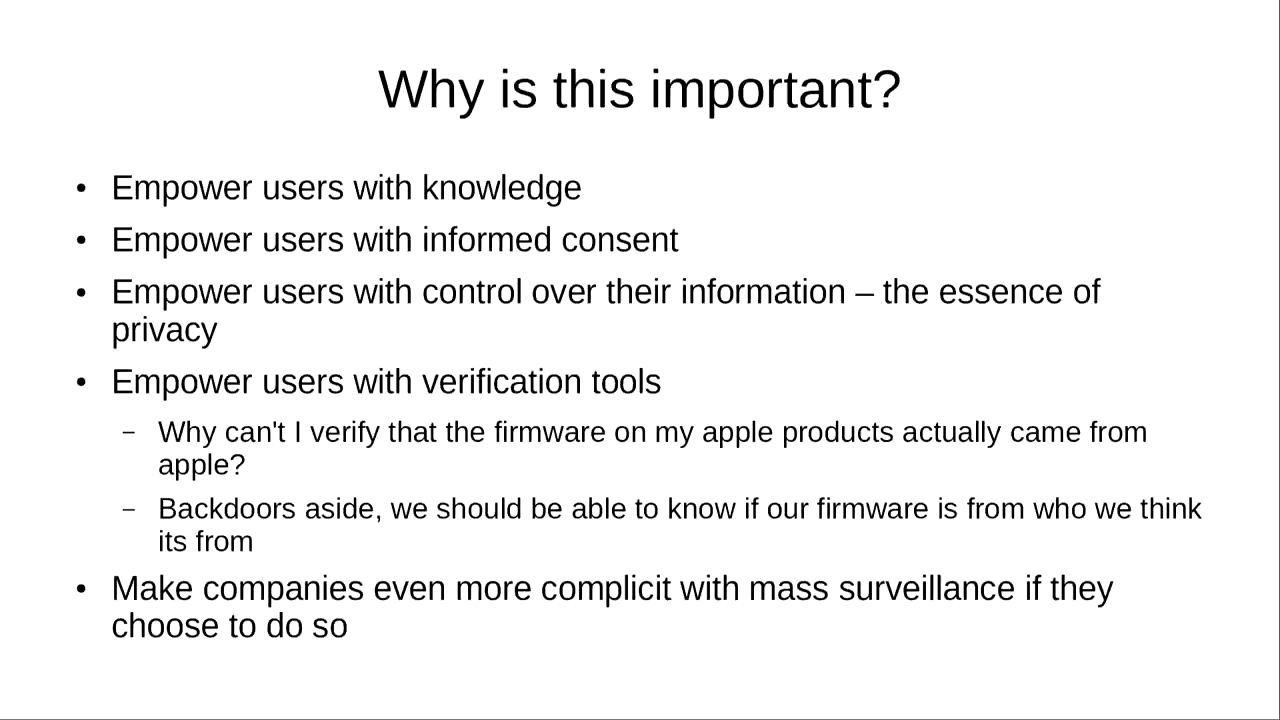 Why is this important?
• Empower users with knowledge
• Empower users with informed consent
• Empower users with control over their information – the essence of
privacy
• Empower users with verification tools
– Why can't I verify that the firmware on my apple products actually came from
apple?
– Backdoors aside, we should be able to know if our firmware is from who we think
its from
• Make companies even more complicit with mass surveillance if they
choose to do so